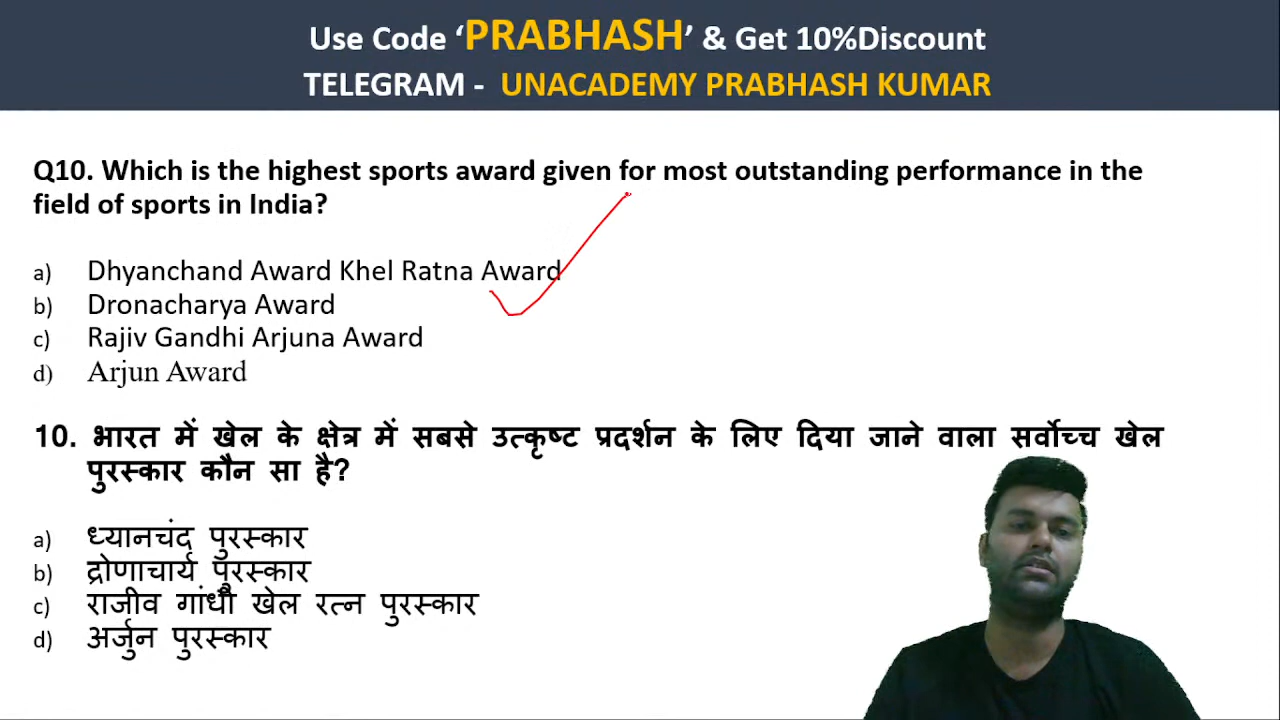 Use Code ‘PRABHASH’ & Get 10%Discount
TELEGRAM - UNACADEMY PRABHASH KUMAR
Q10. Which is the highest sports award given for most outstanding performance in the
field of sports in India?
a) Dhyanchand Award Khel Ratna Award
b) Dronacharya Award
c) Rajiv Gandhi Arjuna Award
d) Arjun Award
10. भारत में खेल के क्षेत्र में सबसे उत्कृष्ट प्रदर्शन के लिए दिया जाने वाला सर्वोच्च खेल
पुरस्कार कौन सा है?
a) ध्यानचंद पुरस्कार
b) द्रोणाचार्य पुरस्कार
c) राजीव गांधी खेल रत्न पुरस्कार
d) अर्जुन पुरस्कार